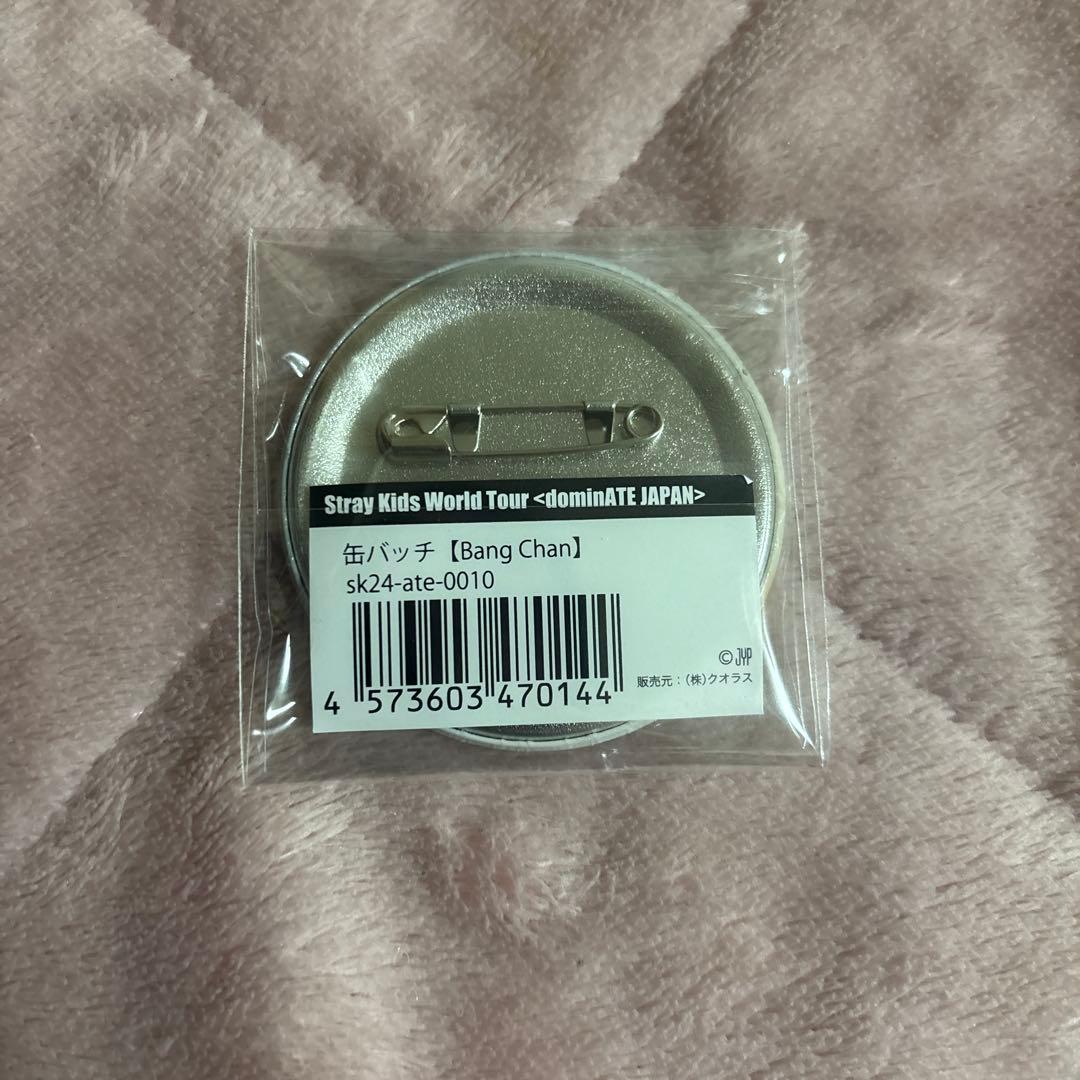 Stray Kids World Tour <dominATE JAPAN>
缶バッチ【Bang Chan】
sk24-ate-0010
4 573603 470144
© JYP
販売元：(株)クオラス